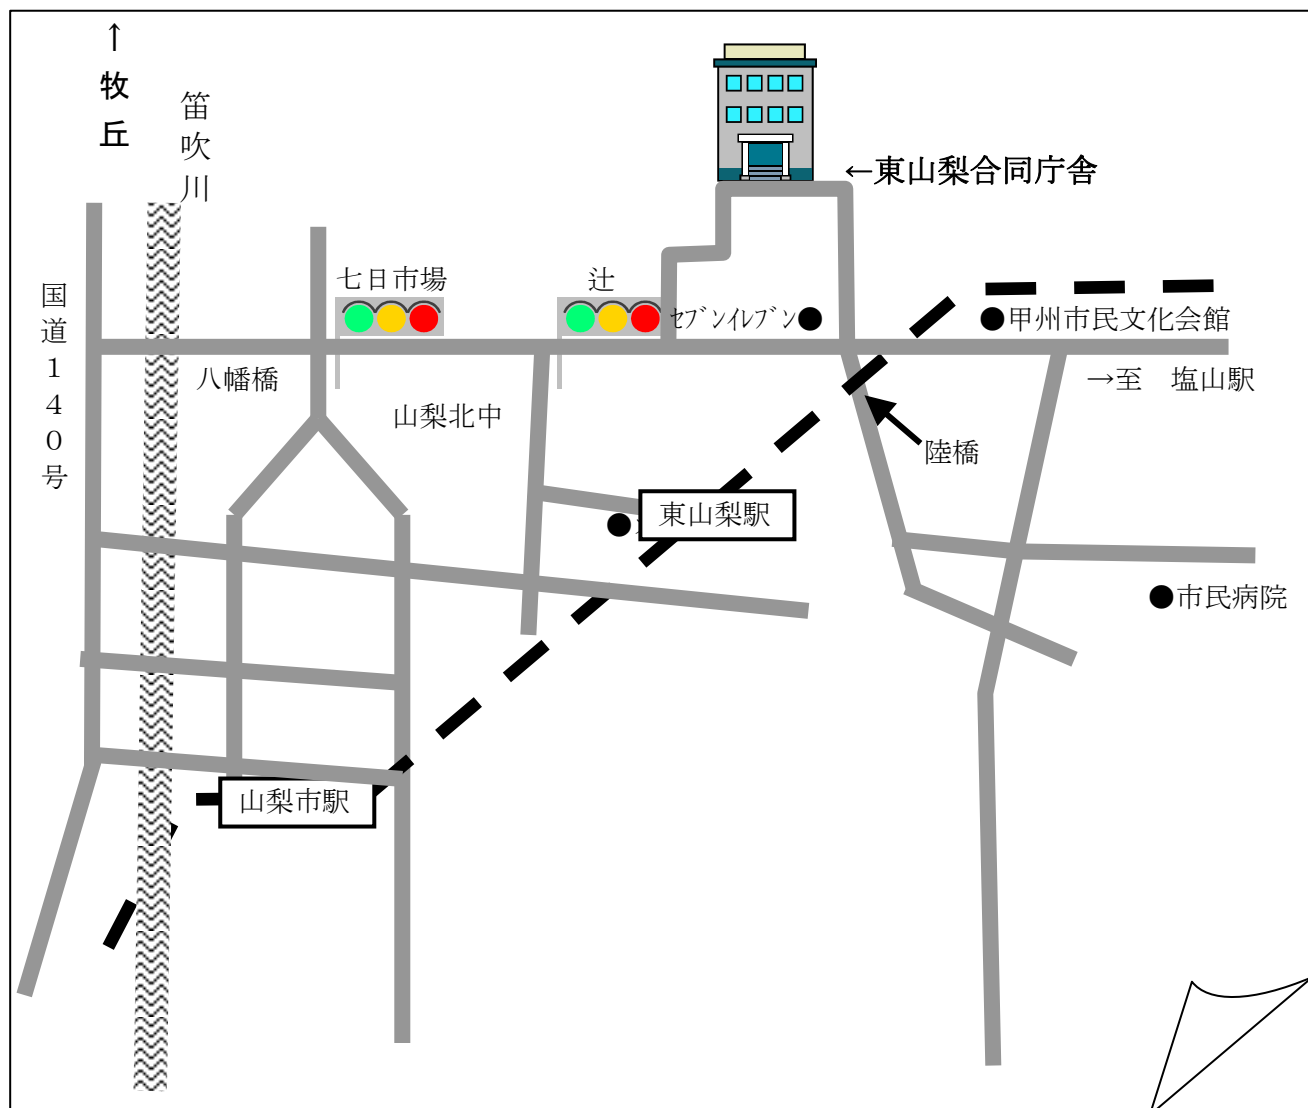 ↑
牧丘
笛吹川
←東山梨合同庁舎
国道140号
七日市場
辻
ｾﾌﾞﾝｲﾚﾌﾞﾝ●
●甲州市民文化会館
八幡橋
→至　塩山駅
山梨北中
陸橋
東山梨駅
●市民病院
山梨市駅